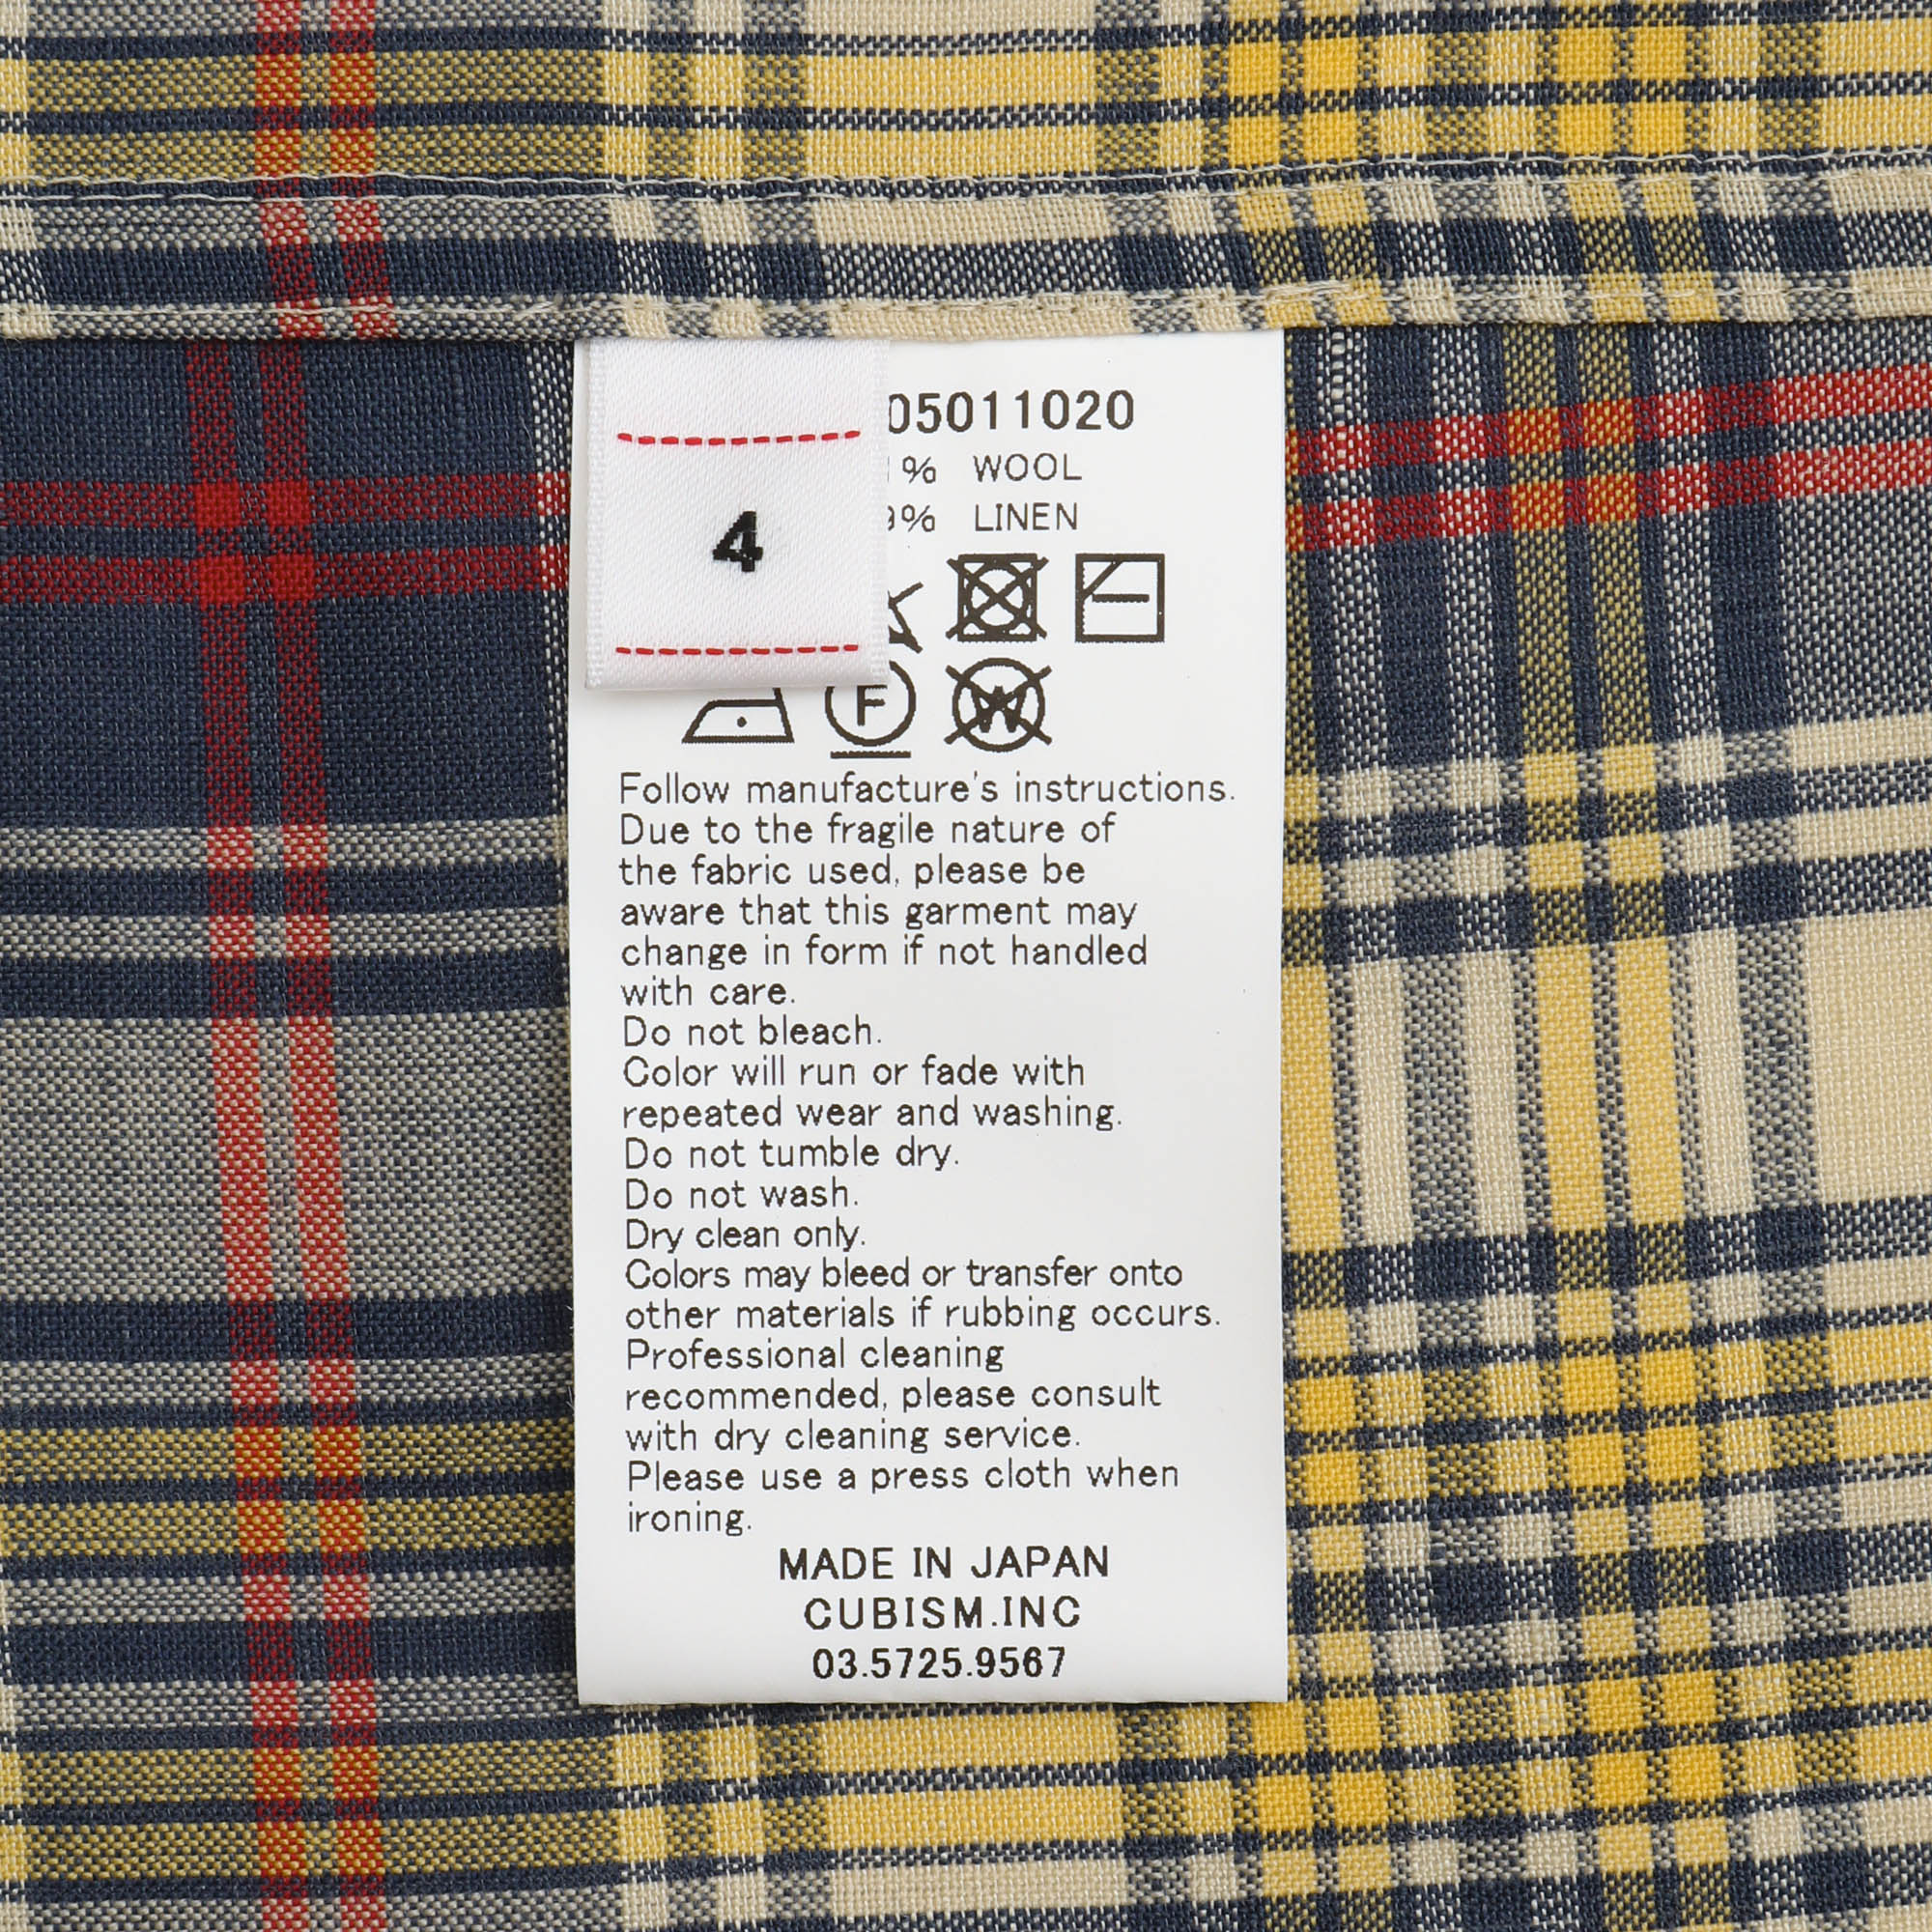 4
05011020
% WOOL
9% LINEN
F
W
Follow manufacture's instructions.
Due to the fragile nature of
the fabric used, please be
aware that this garment may
change in form if not handled
with care.
Do not bleach.
Color will run or fade with
repeated wear and washing.
Do not tumble dry.
Do not wash.
Dry clean only.
Colors may bleed or transfer onto
other materials if rubbing occurs.
Professional cleaning
recommended, please consult
with dry cleaning service.
Please use a press cloth when
ironing.
MADE IN JAPAN
CUBISM.INC
03.5725.9567